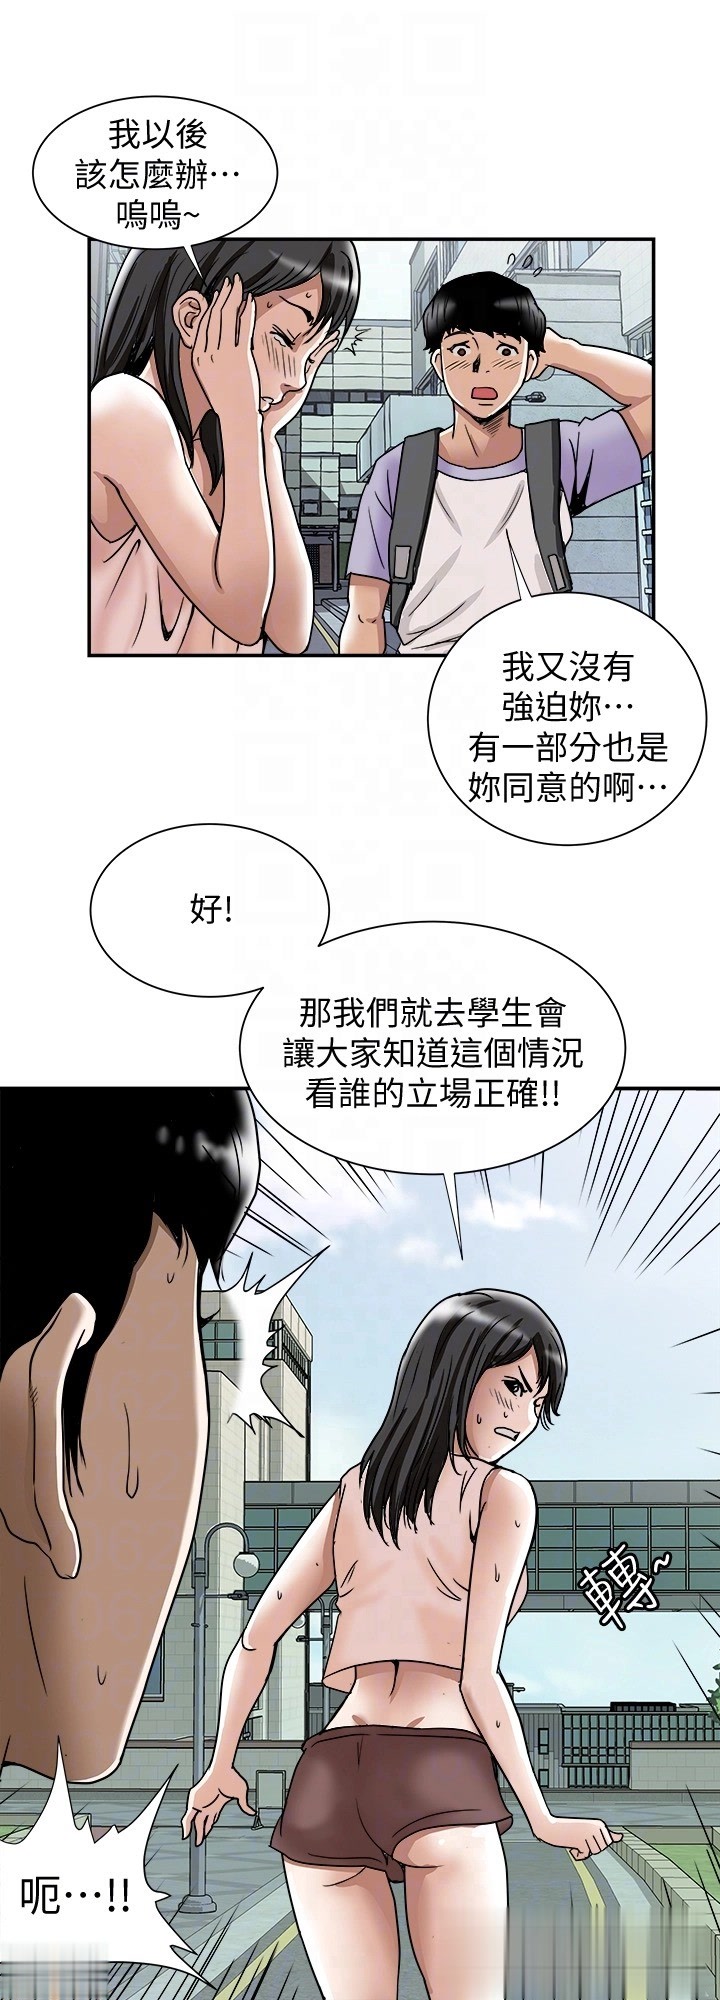 我以後
該怎麼辦⋯
嗚嗚~
我又沒有
強迫妳⋯
有一部分也是
妳同意的啊⋯
好!
那我們就去學生會
讓大家知道這個情況
看誰的立場正確!!
轉~
呃⋯!!